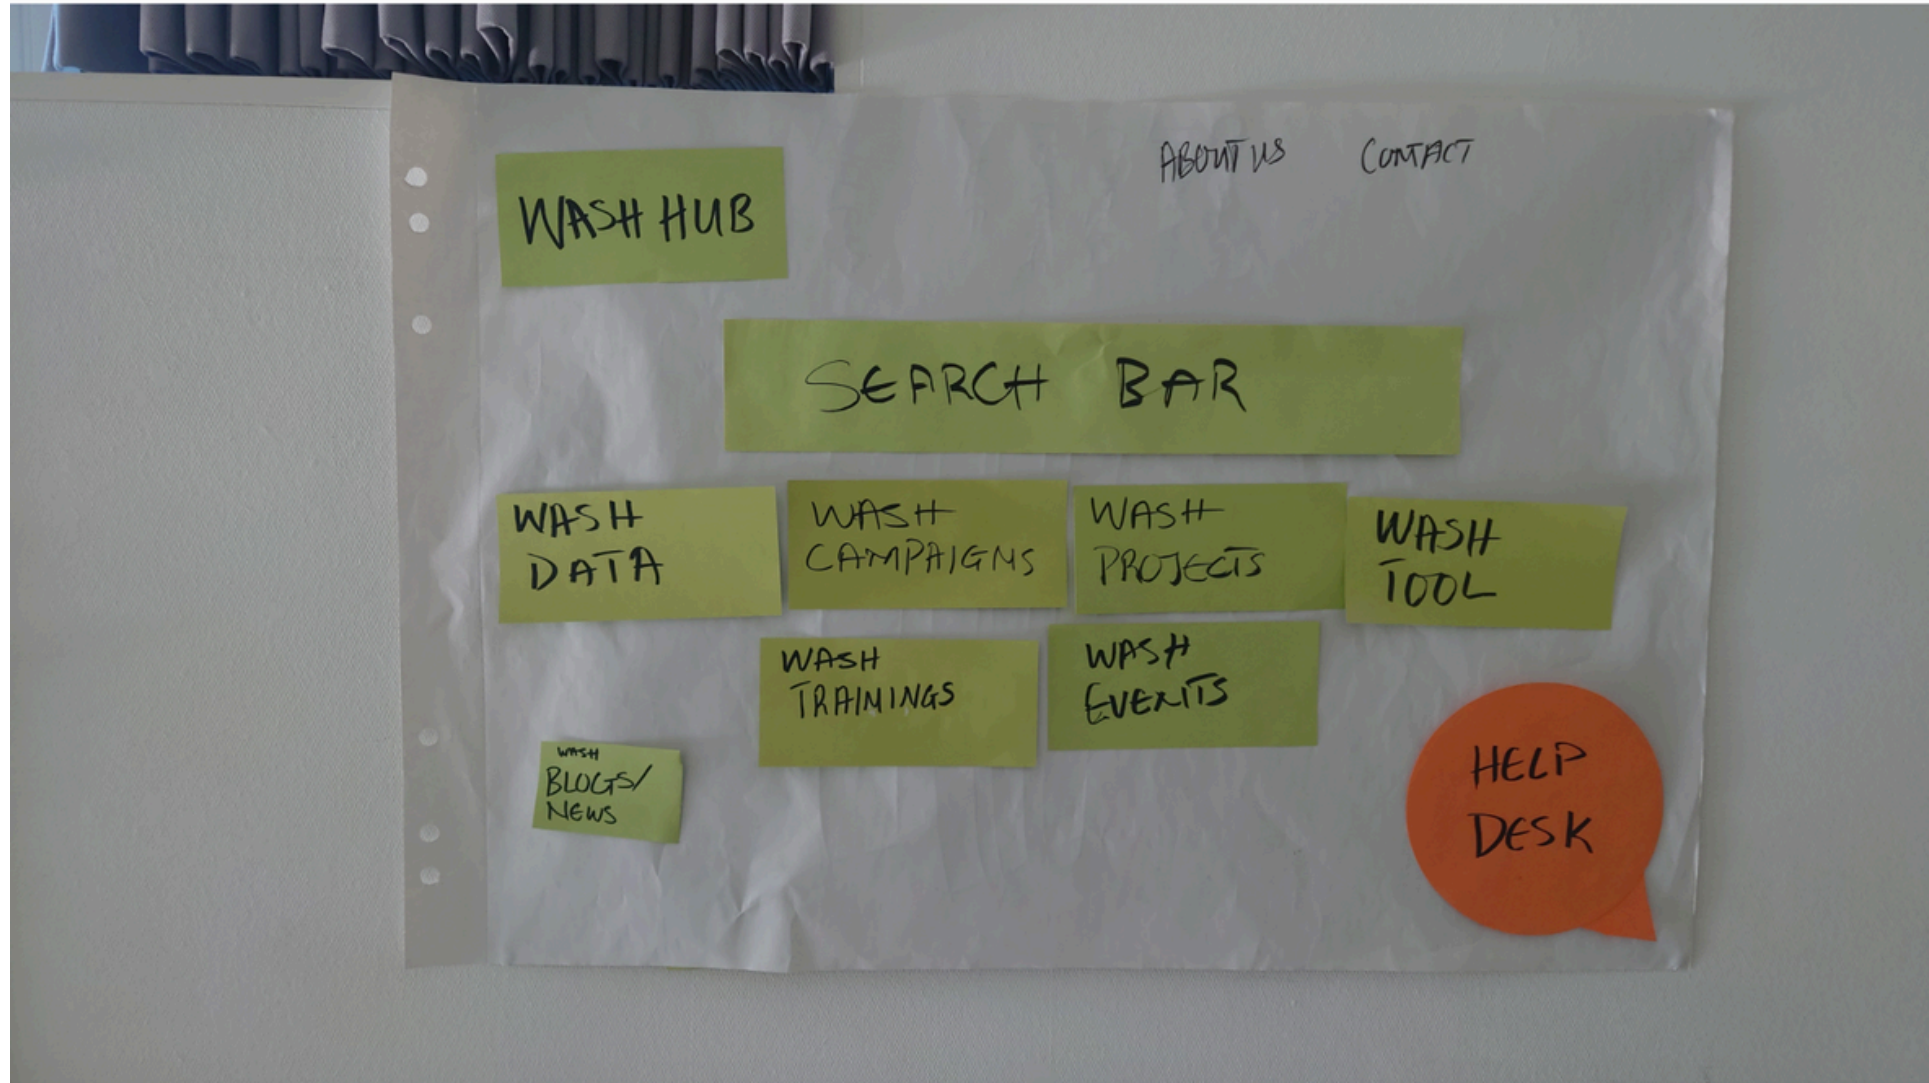 ABOUT US CONTACT
WASH HUB
SEARCH BAR
WASH
DATA
WASH
CAMPAIGNS
WASH
PROJECTS
WASH
TOOL
WASH
TRAININGS
WASH
EVENTS
WASH
BLOGS/
NEWS
HELP
DESK